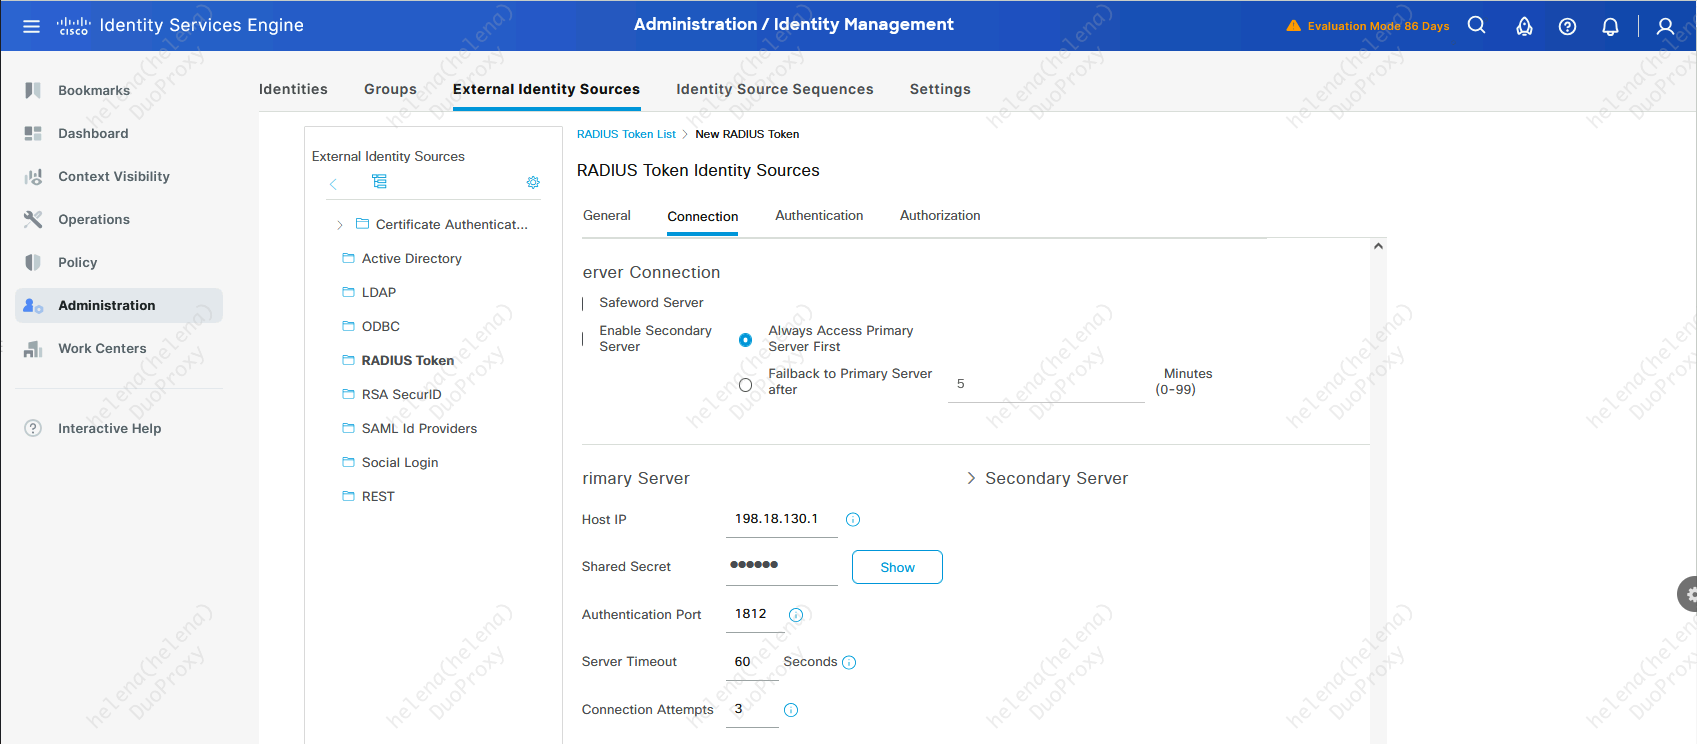 cisco Identity Services Engine
Administration / Identity Management
Evaluation Mode 86 Days
Bookmarks
Dashboard
Context Visibility
Operations
Policy
Administration
Work Centers
Interactive Help
Identities Groups External Identity Sources Identity Source Sequences Settings
External Identity Sources
Certificate Authenticat...
Active Directory
LDAP
ODBC
RADIUS Token
RSA SecurID
SAML Id Providers
Social Login
REST
RADIUS Token List > New RADIUS Token
RADIUS Token Identity Sources
General Connection Authentication Authorization
erver Connection
Safeword Server
Enable Secondary
Server
Always Access Primary
Server First
Failback to Primary Server
after
5
Minutes
(0-99)
rimary Server
Secondary Server
Host IP 198.18.130.1
Shared Secret •••••• Show
Authentication Port 1812
Server Timeout 60 Seconds
Connection Attempts 3
helena(helena)
DuoProxy